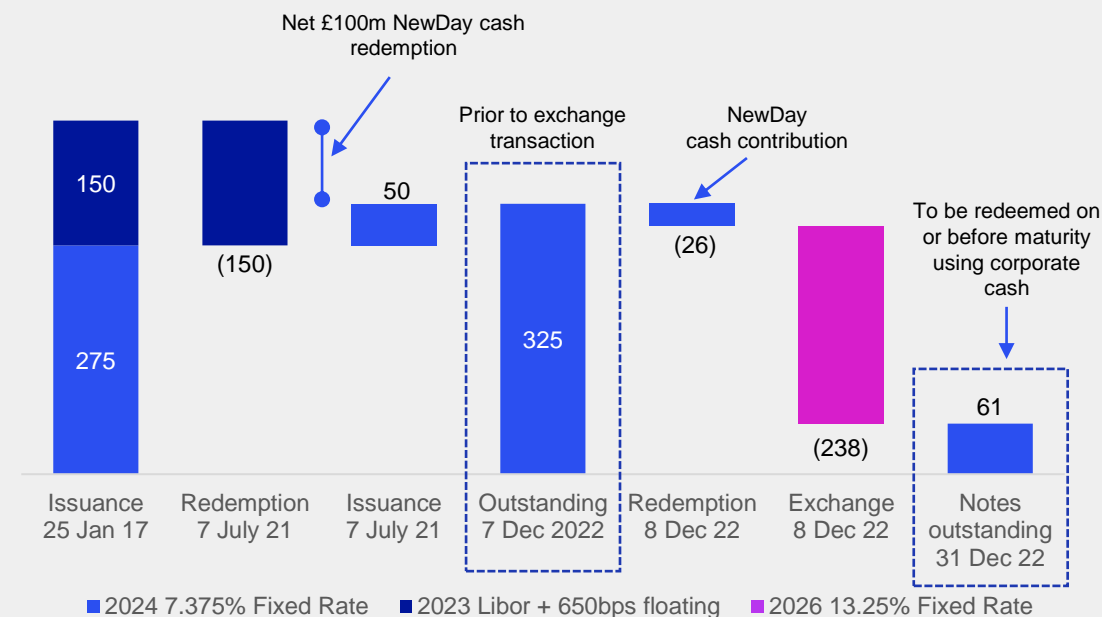 Net £100m NewDay cash
redemption
Prior to exchange
transaction
NewDay
cash contribution
To be redeemed on
or before maturity
using corporate
cash
150
275
(150)
50
325
(26)
(238)
61
Issuance
25 Jan 17
Redemption
7 July 21
Issuance
7 July 21
Outstanding
7 Dec 2022
Redemption
8 Dec 22
Exchange
8 Dec 22
Notes
outstanding
31 Dec 22
2024 7.375% Fixed Rate
2023 Libor + 650bps floating
2026 13.25% Fixed Rate